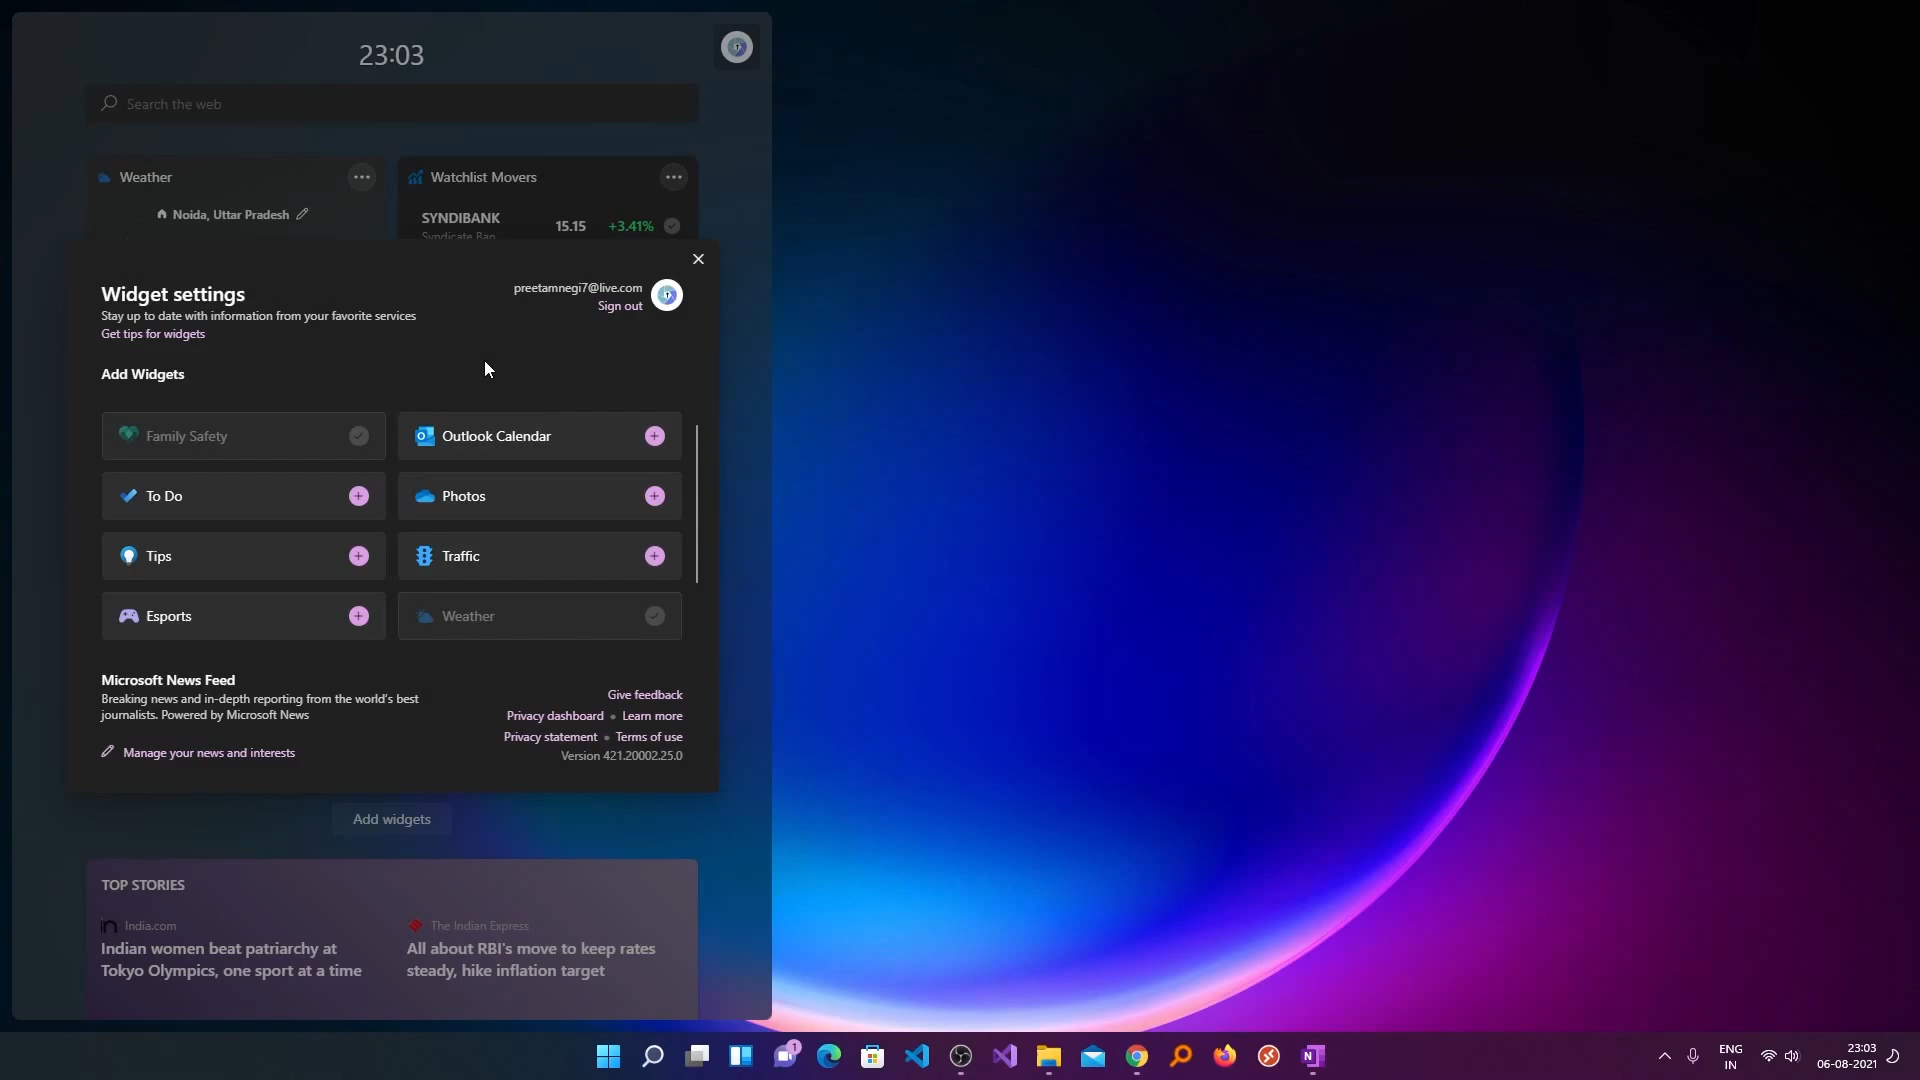 23:03
Search the web
Weather
Noida, Uttar Pradesh
Watchlist Movers
SYNDIBANK
Syndicate Ban
15.15
+3.41%
Widget settings
Stay up to date with information from your favorite services
Get tips for widgets
preetamnegi7@live.com
Sign out
Add Widgets
Family Safety
Outlook Calendar
To Do
Photos
Tips
Traffic
Esports
Weather
Microsoft News Feed
Breaking news and in-depth reporting from the world's best
journalists. Powered by Microsoft News
Manage your news and interests
Give feedback
Privacy dashboard • Learn more
Privacy statement • Terms of use
Version 421.20002.25.0
Add widgets
TOP STORIES
India.com
Indian women beat patriarchy at
Tokyo Olympics, one sport at a time
The Indian Express
All about RBI's move to keep rates
steady, hike inflation target
1
N
ENG
IN
23:03
06-08-2021